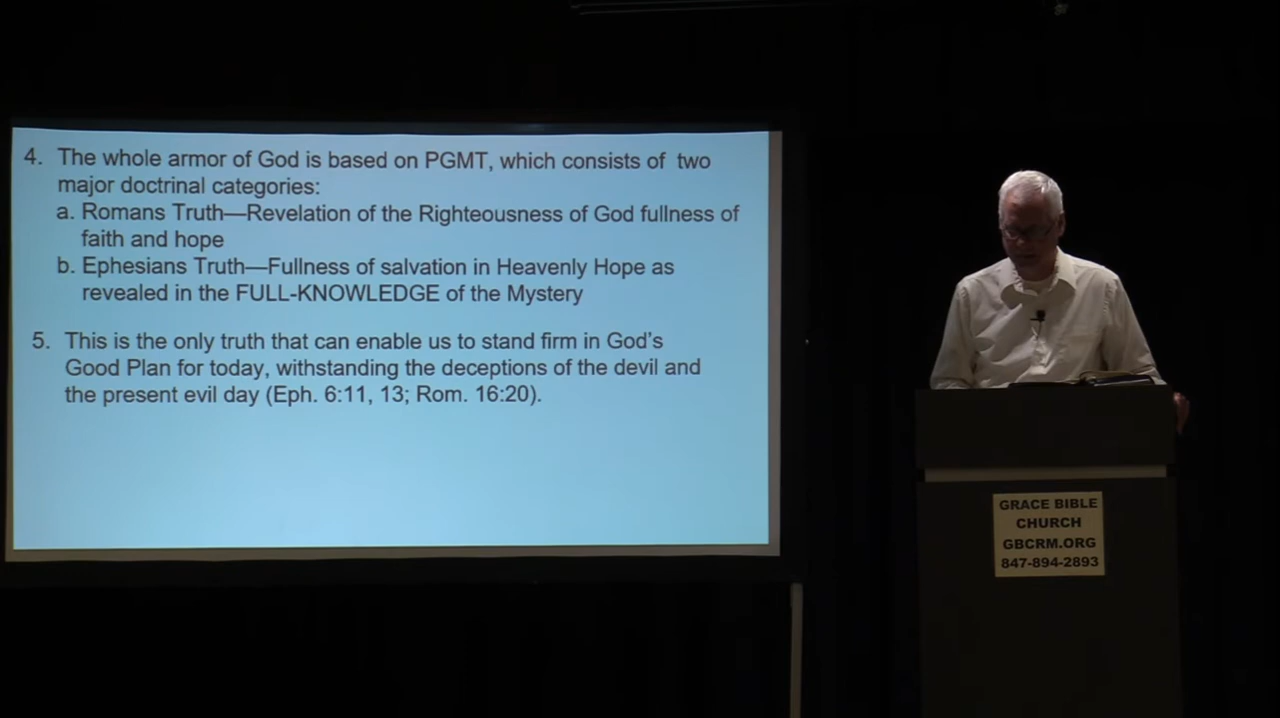 4. The whole armor of God is based on PGMT, which consists of two
major doctrinal categories:
a. Romans Truth—Revelation of the Righteousness of God fullness of
faith and hope
b. Ephesians Truth—Fullness of salvation in Heavenly Hope as
revealed in the FULL-KNOWLEDGE of the Mystery
5. This is the only truth that can enable us to stand firm in God's
Good Plan for today, withstanding the deceptions of the devil and
the present evil day (Eph. 6:11, 13; Rom. 16:20).
GRACE BIBLE
CHURCH
GBCRM.ORG
847-894-2893